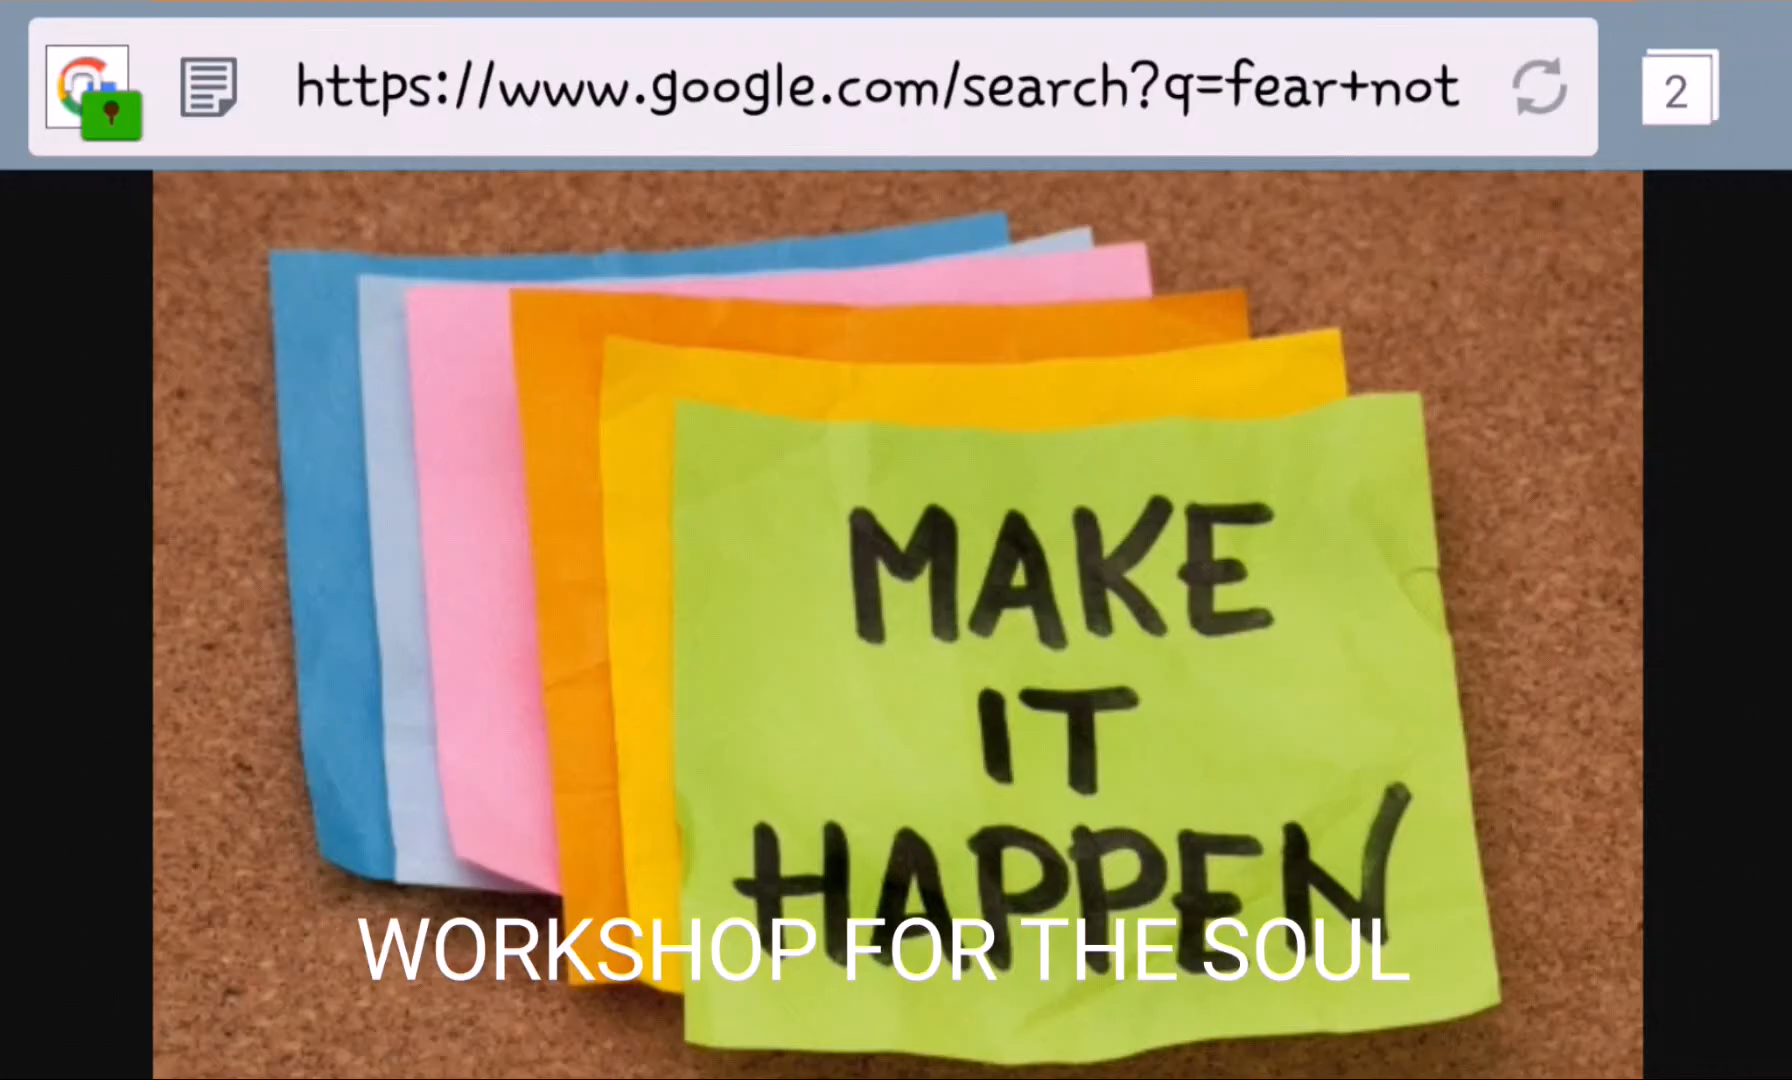 https://www.google.com/search?q=fear+not
2
MAKE
IT
HAPPEN
WORKSHOP FOR THE SOUL